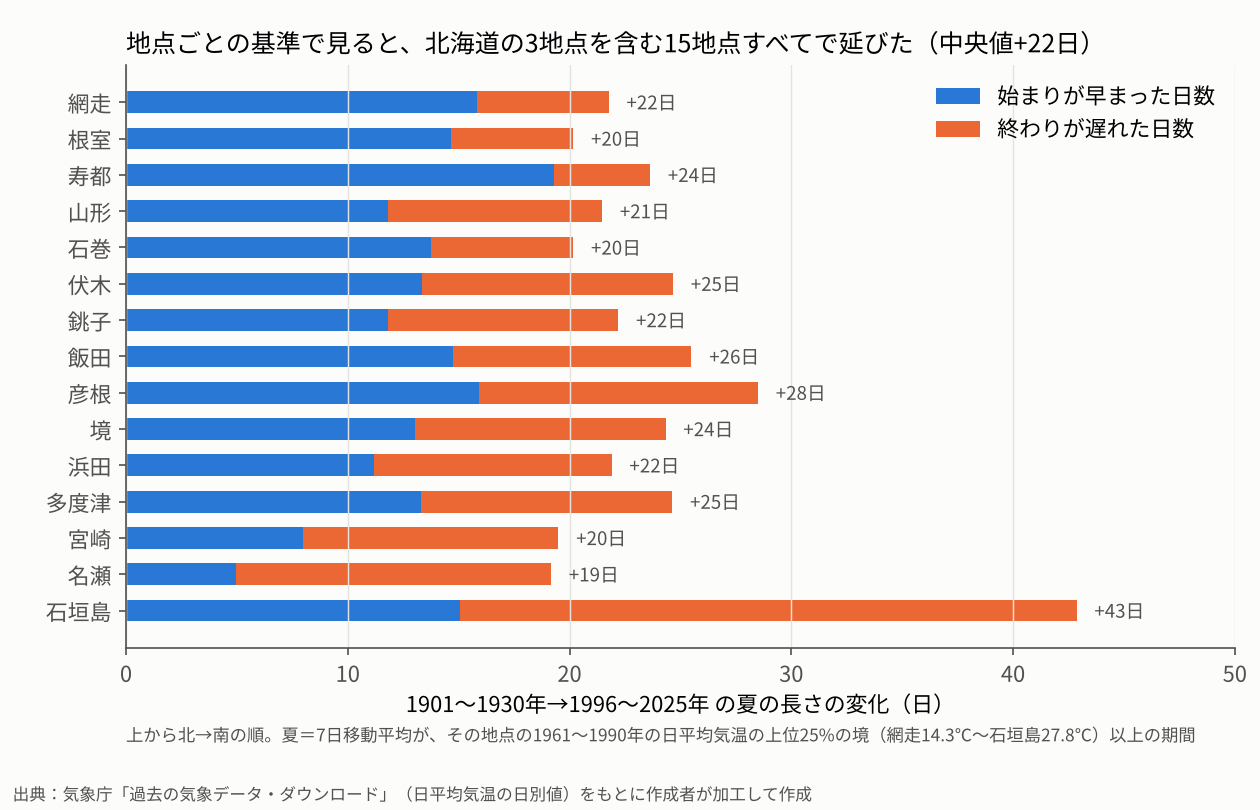 地点ごとの基準で見ると、北海道の3地点を含む15地点すべてで延びた（中央値+22日）
始まりが早まった日数
終わりが遅れた日数
網走 +22日
根室 +20日
寿都 +24日
山形 +21日
石巻 +20日
伏木 +25日
銚子 +22日
飯田 +26日
彦根 +28日
境 +24日
浜田 +22日
多度津 +25日
宮崎 +20日
名瀬 +19日
石垣島 +43日
0 10 20 30 40 50
1901〜1930年→1996〜2025年 の夏の長さの変化（日）
上から北→南の順。夏＝7日移動平均が、その地点の1961〜1990年の日平均気温の上位25%の境（網走14.3℃〜石垣島27.8℃）以上の期間
出典：気象庁「過去の気象データ・ダウンロード」（日平均気温の日別値）をもとに作成者が加工して作成